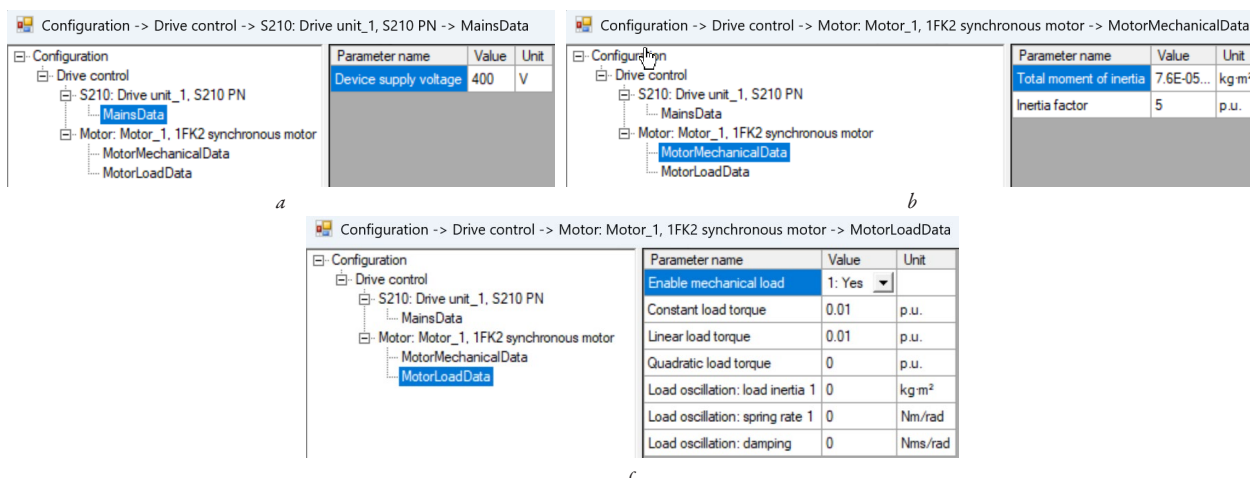 Configuration -> Drive control -> S210: Drive unit_1, S210 PN -> MainsData
Configuration
Drive control
S210: Drive unit_1, S210 PN
MainsData
Motor: Motor_1, 1FK2 synchronous motor
MotorMechanicalData
MotorLoadData
Parameter name Value Unit
Device supply voltage 400 V
a
Configuration -> Drive control -> Motor: Motor_1, 1FK2 synchronous motor -> MotorMechanicalData
Configuration
Drive control
S210: Drive unit_1, S210 PN
MainsData
Motor: Motor_1, 1FK2 synchronous motor
MotorMechanicalData
MotorLoadData
Parameter name Value Unit
Total moment of inertia 7.6E-05... kg·m²
Inertia factor 5 p.u.
b
Configuration -> Drive control -> Motor: Motor_1, 1FK2 synchronous motor -> MotorLoadData
Configuration
Drive control
S210: Drive unit_1, S210 PN
MainsData
Motor: Motor_1, 1FK2 synchronous motor
MotorMechanicalData
MotorLoadData
Parameter name Value Unit
Enable mechanical load 1: Yes
Constant load torque 0.01 p.u.
Linear load torque 0.01 p.u.
Quadratic load torque 0 p.u.
Load oscillation: load inertia 1 0 kg·m²
Load oscillation: spring rate 1 0 Nm/rad
Load oscillation: damping 0 Nms/rad